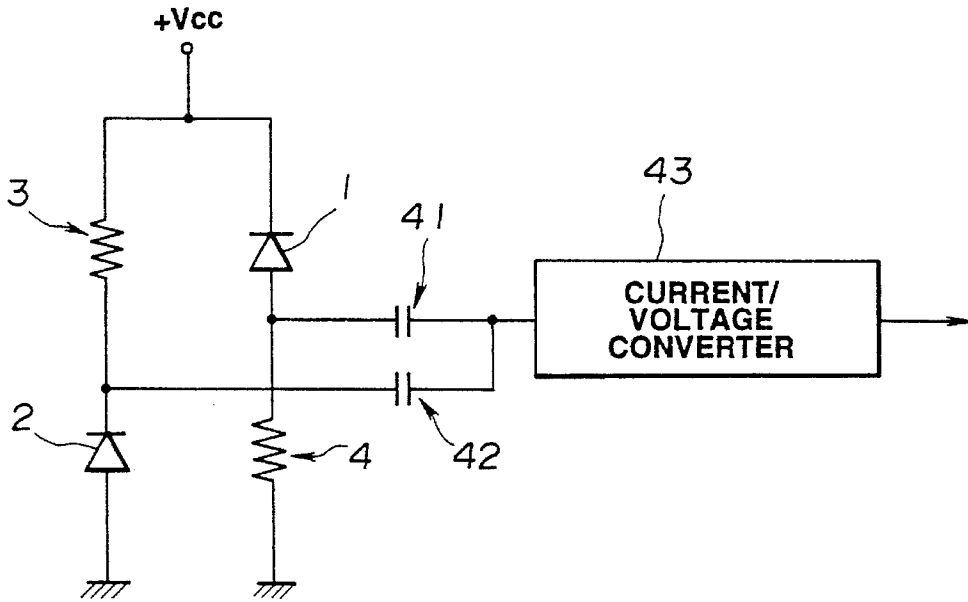 +Vcc
3
1
41
43
CURRENT/
VOLTAGE
CONVERTER
2
4
42